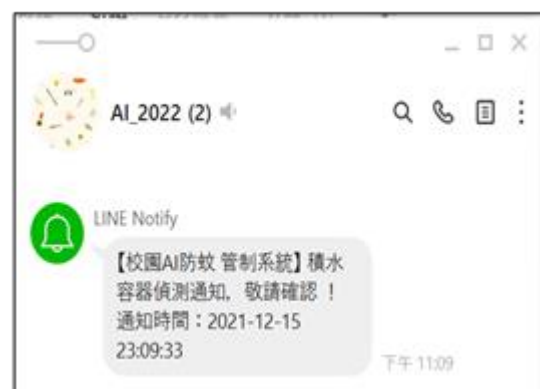 AI_2022 (2)
LINE Notify
【校園AI防蚊 管制系統】積水
容器偵測通知，敬請確認 ！
通知時間：2021-12-15
23:09:33
下午 11:09